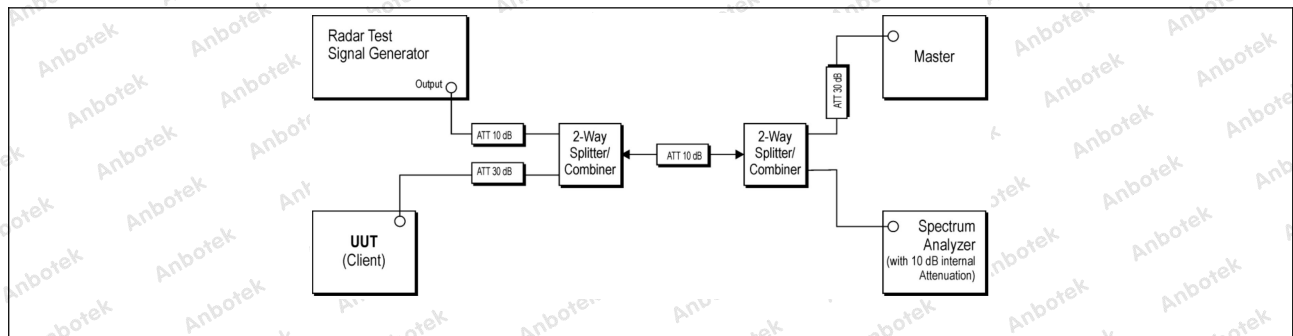 Radar Test
Signal Generator
Output
ATT 10 dB
2-Way
Splitter/
Combiner
ATT 30 dB
UUT
(Client)
ATT 10 dB
2-Way
Splitter/
Combiner
ATT 30 dB
Master
Spectrum
Analyzer
(with 10 dB internal
Attenuation)
Anbotek